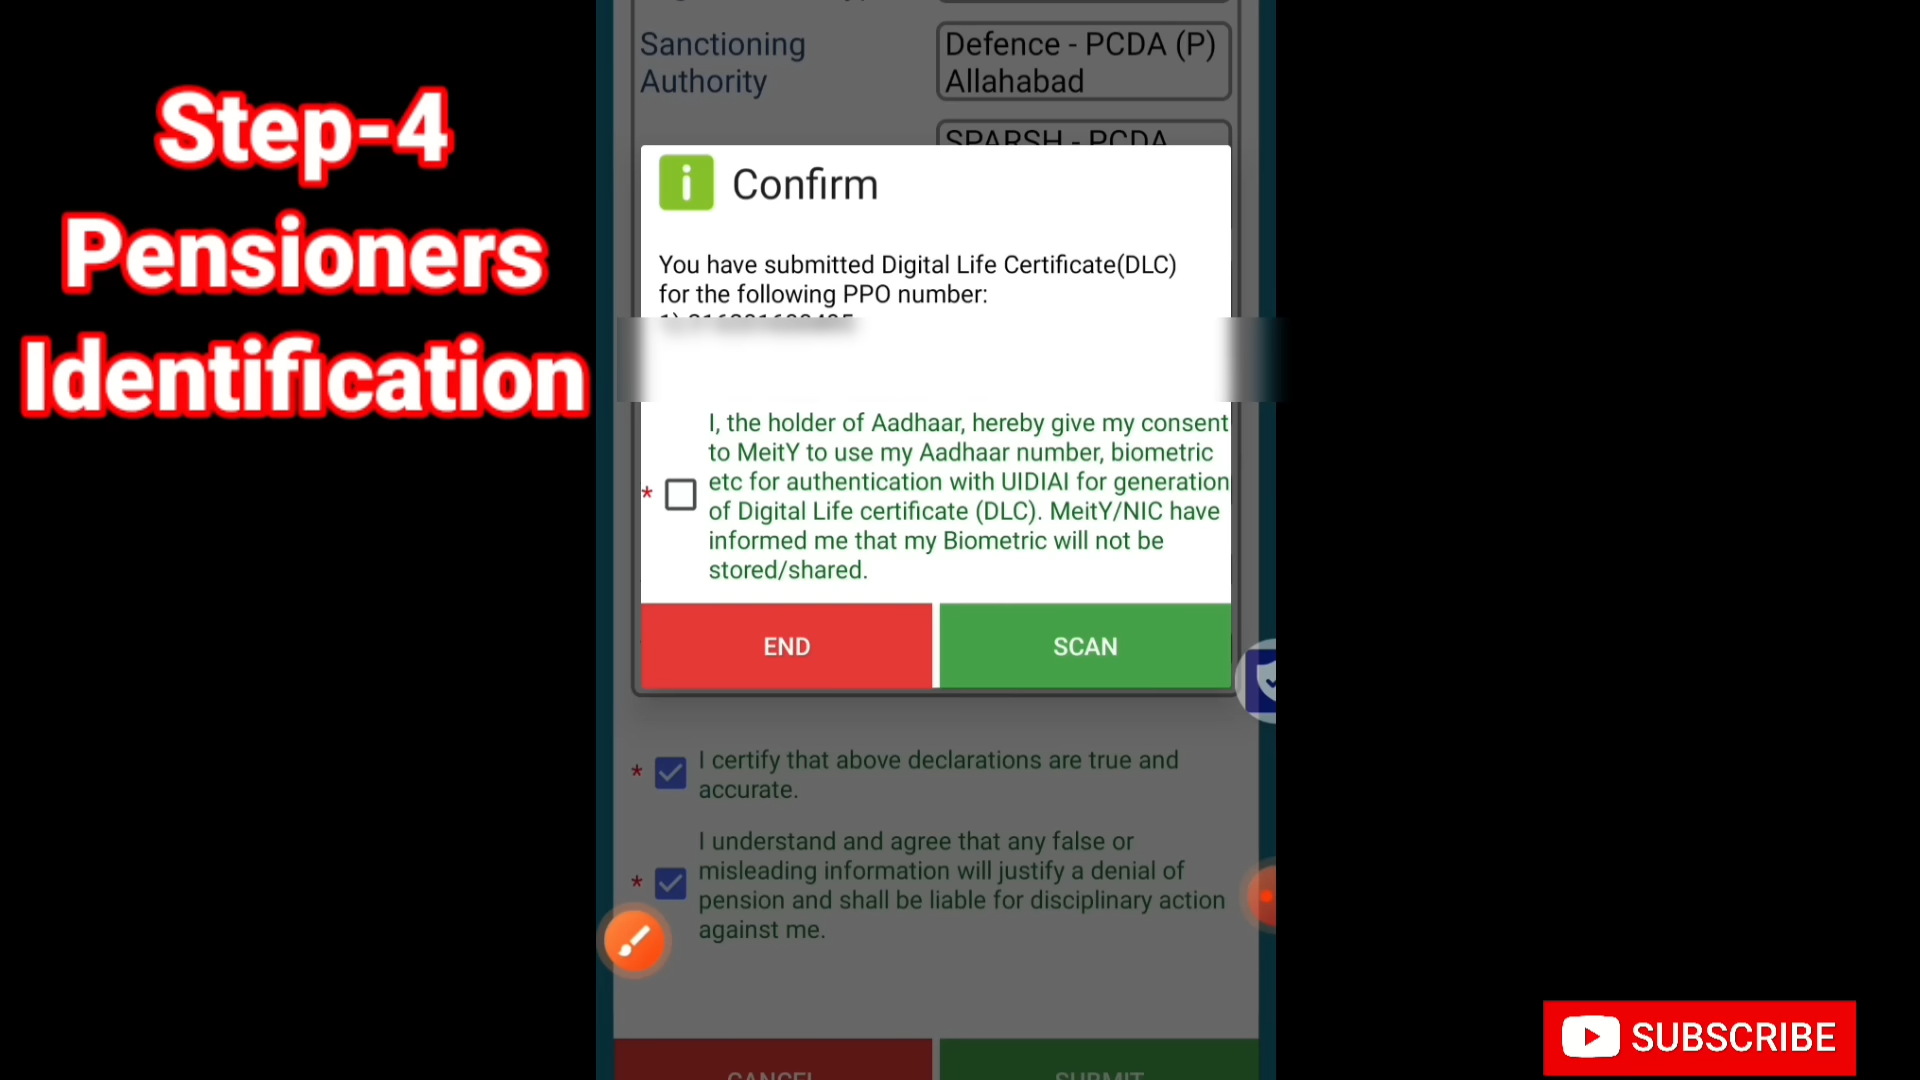 Step-4
Pensioners
Identification
Sanctioning
Authority
Defence - PCDA (P)
Allahabad
SPARSH - PCDA
i Confirm
You have submitted Digital Life Certificate(DLC)
for the following PPO number:
I, the holder of Aadhaar, hereby give my consent
to MeitY to use my Aadhaar number, biometric
* etc for authentication with UIDIAI for generation
of Digital Life certificate (DLC). MeitY/NIC have
informed me that my Biometric will not be
stored/shared.
END SCAN
* I certify that above declarations are true and
accurate.
I understand and agree that any false or
misleading information will justify a denial of
* pension and shall be liable for disciplinary action
against me.
CANCEL SUBMIT
SUBSCRIBE